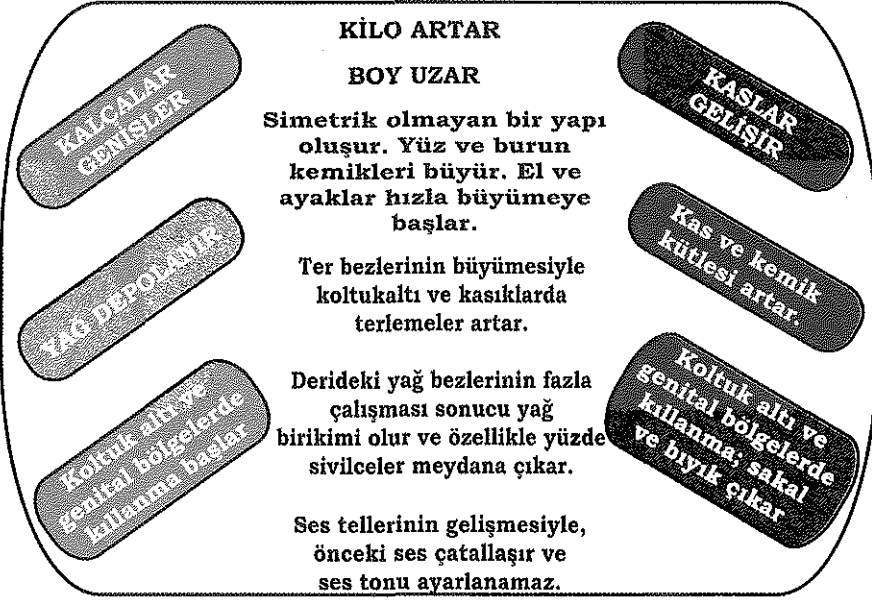 KİLO ARTAR
BOY UZAR
Simetrik olmayan bir yapı
oluşur. Yüz ve burun
kemikleri büyür. El ve
ayaklar hızla büyümeye
başlar.
Ter bezlerinin büyümesiyle
koltukaltı ve kasıklarda
terlemeler artar.
Derideki yağ bezlerinin fazla
çalışması sonucu yağ
birikimi olur ve özellikle yüzde
sivilceler meydana çıkar.
Ses tellerinin gelişmesiyle,
önceki ses çatallaşır ve
ses tonu ayarlanamaz.
KALÇALAR
GENİŞLER
YAĞ DEPOLANIR
Koltuk altı ve
genital bölgelerde
kıllanma başlar
KASLAR
GELİŞİR
Kas ve kemik
kütlesi artar.
Koltuk altı ve
genital bölgelerde
kıllanma; sakal
ve bıyık çıkar